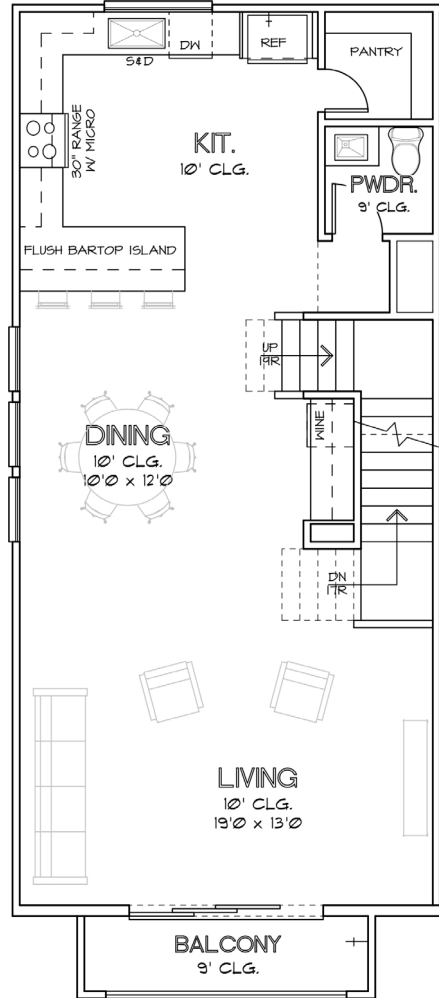 DW
REF
PANTRY
S&D
30" RANGE
W/ MICRO
KIT.
10' CLG.
PWDR.
9' CLG.
FLUSH BARTOP ISLAND
UP
19R
WINE
DINING
10' CLG.
10'0 x 12'0
DN
17R
LIVING
10' CLG.
19'0 x 13'0
BALCONY
9' CLG.